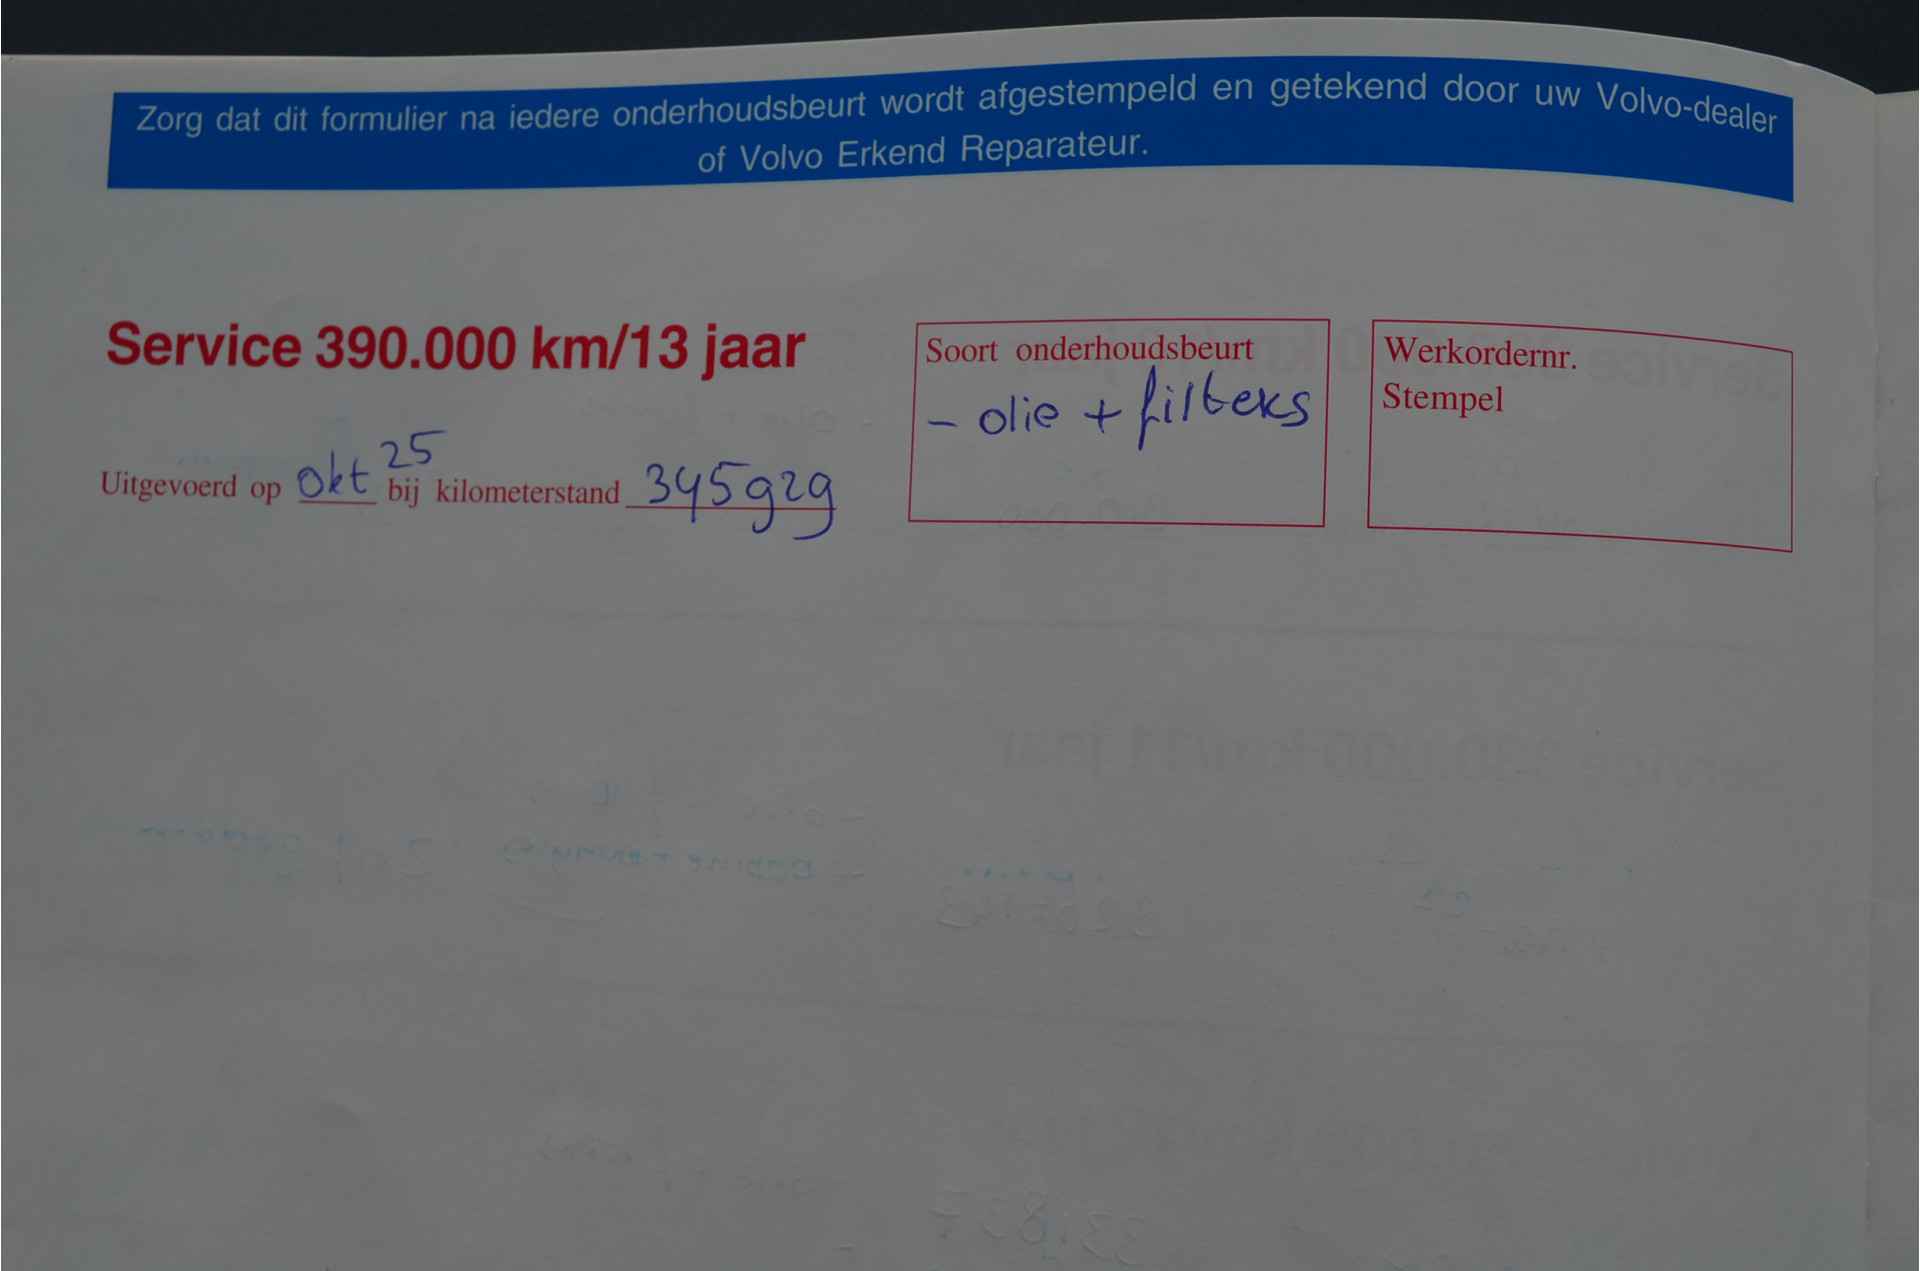 Zorg dat dit formulier na iedere onderhoudsbeurt wordt afgestempeld en getekend door uw Volvo-dealer
of Volvo Erkend Reparateur.
Service 390.000 km/13 jaar
Uitgevoerd op okt 25 bij kilometerstand 345929
Soort onderhoudsbeurt
- olie + filters
Werkordernr.
Stempel